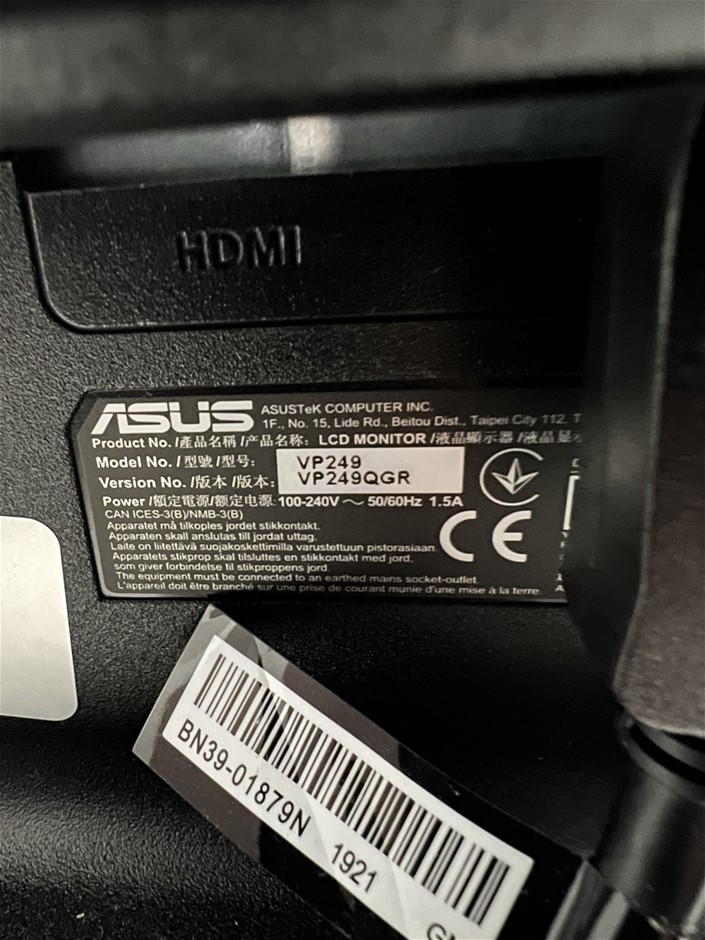 HDMI
ASUS
ASUSTeK COMPUTER INC.
1F., No. 15, Lide Rd., Beitou Dist., Taipei City 112, T
Product No. /產品名稱 /产品名称: LCD MONITOR /液晶顯示器 /液晶显示
Model No. /型號/型号: VP249
Version No. /版本 /版本: VP249QGR
Power /額定電源/额定电源: 100-240V ～ 50/60Hz 1.5A
CAN ICES-3(B)/NMB-3(B)
Apparatet må tilkoples jordet stikkontakt.
Apparaten skall anslutas till jordat uttag.
Laite on liitettävä suojakoskettimilla varustettuun pistorasiaan.
Apparatets stikprop skal tilsluttes en stikkontakt med jord,
som giver forbindelse til stikproppens jord.
The equipment must be connected to an earthed mains socket-outlet.
L'appareil doit être branché sur une prise de courant munie d'une mise à la terre.
CE
BN39-01879N 1921